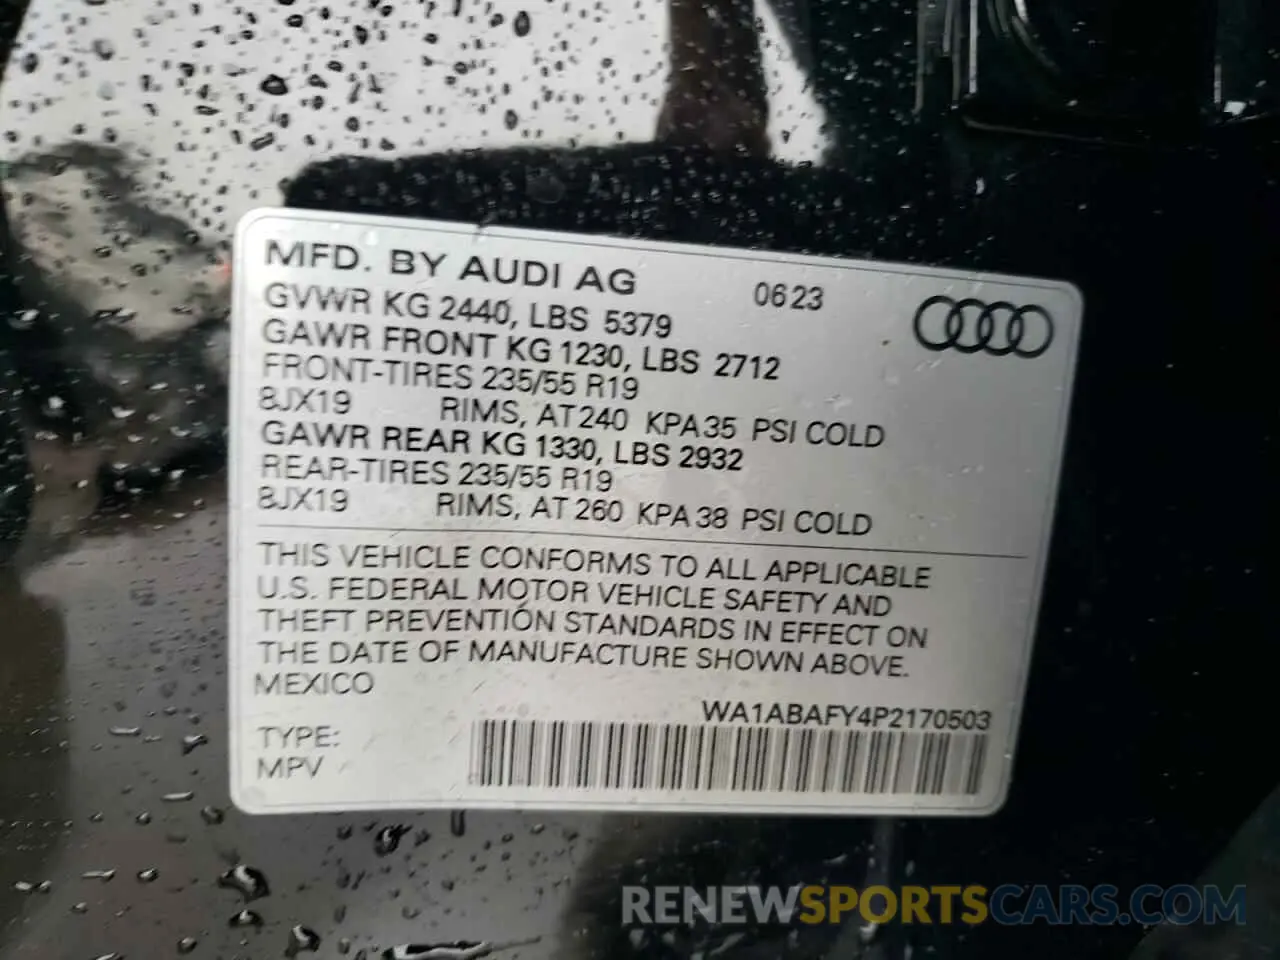 MFD. BY AUDI AG 0623
GVWR KG 2440, LBS 5379
GAWR FRONT KG 1230, LBS 2712
FRONT-TIRES 235/55 R19
8JX19 RIMS, AT 240 KPA 35 PSI COLD
GAWR REAR KG 1330, LBS 2932
REAR-TIRES 235/55 R19
8JX19 RIMS, AT 260 KPA 38 PSI COLD
THIS VEHICLE CONFORMS TO ALL APPLICABLE
U.S. FEDERAL MOTOR VEHICLE SAFETY AND
THEFT PREVENTION STANDARDS IN EFFECT ON
THE DATE OF MANUFACTURE SHOWN ABOVE.
MEXICO
WA1ABAFY4P2170503
TYPE:
MPV
RENEWSPORTSCARS.COM